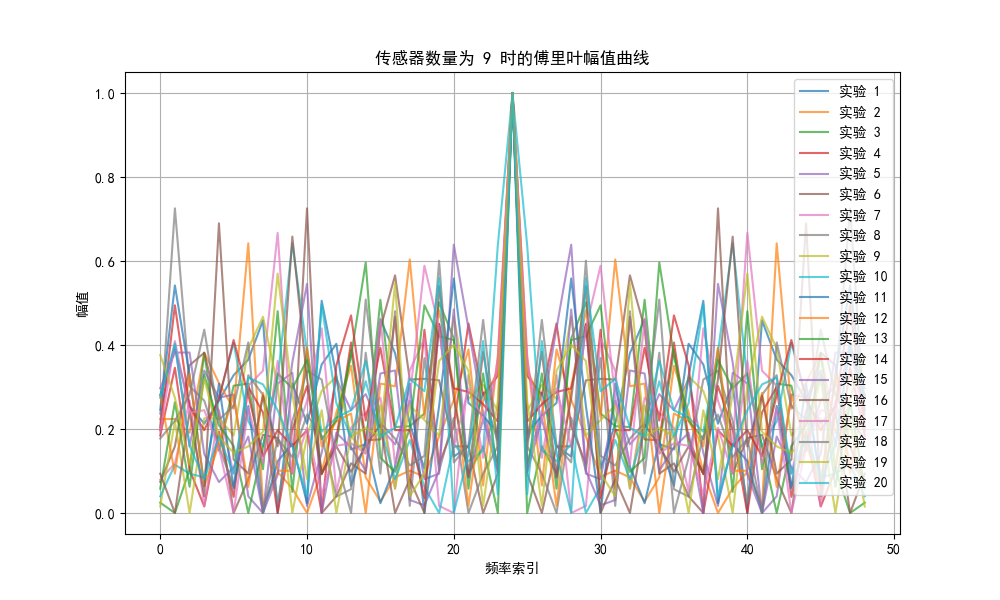 传感器数量为 9 时的傅里叶幅值曲线
幅值
1.0
0.8
0.6
0.4
0.2
0.0
0
10
20
30
40
50
频率索引
实验 1
实验 2
实验 3
实验 4
实验 5
实验 6
实验 7
实验 8
实验 9
实验 10
实验 11
实验 12
实验 13
实验 14
实验 15
实验 16
实验 17
实验 18
实验 19
实验 20